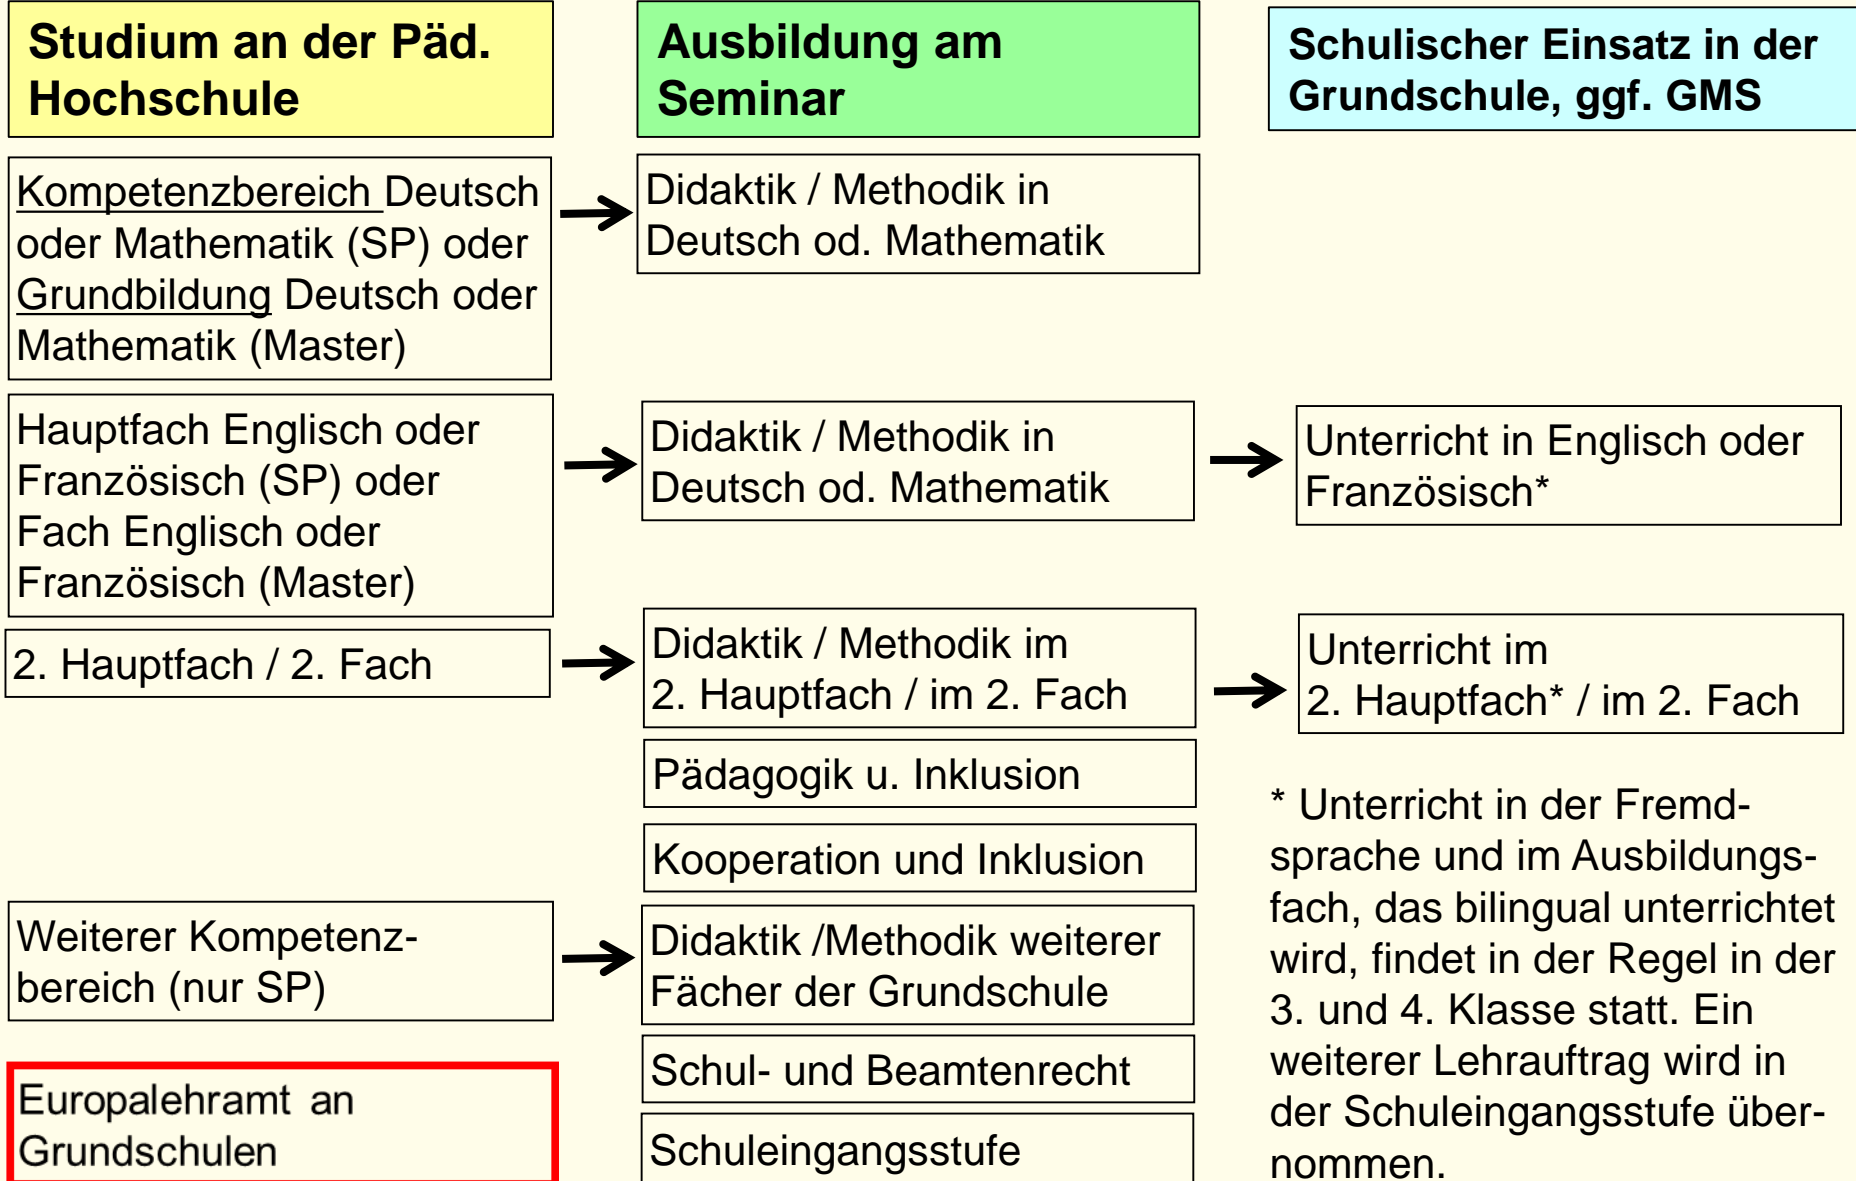 Studium an der Päd.
Hochschule
Ausbildung am
Seminar
Schulischer Einsatz in der
Grundschule, ggf. GMS
Kompetenzbereich Deutsch
oder Mathematik (SP) oder
Grundbildung Deutsch oder
Mathematik (Master)
Didaktik / Methodik in
Deutsch od. Mathematik
Hauptfach Englisch oder
Französisch (SP) oder
Fach Englisch oder
Französisch (Master)
Didaktik / Methodik in
Deutsch od. Mathematik
Unterricht in Englisch oder
Französisch*
2. Hauptfach / 2. Fach
Didaktik / Methodik im
2. Hauptfach / im 2. Fach
Unterricht im
2. Hauptfach* / im 2. Fach
Pädagogik u. Inklusion
Kooperation und Inklusion
Weiterer Kompetenz-
bereich (nur SP)
Didaktik /Methodik weiterer
Fächer der Grundschule
Schul- und Beamtenrecht
Schuleingangsstufe
Europalehramt an
Grundschulen
* Unterricht in der Fremd-
sprache und im Ausbildungs-
fach, das bilingual unterrichtet
wird, findet in der Regel in der
3. und 4. Klasse statt. Ein
weiterer Lehrauftrag wird in
der Schuleingangsstufe über-
nommen.